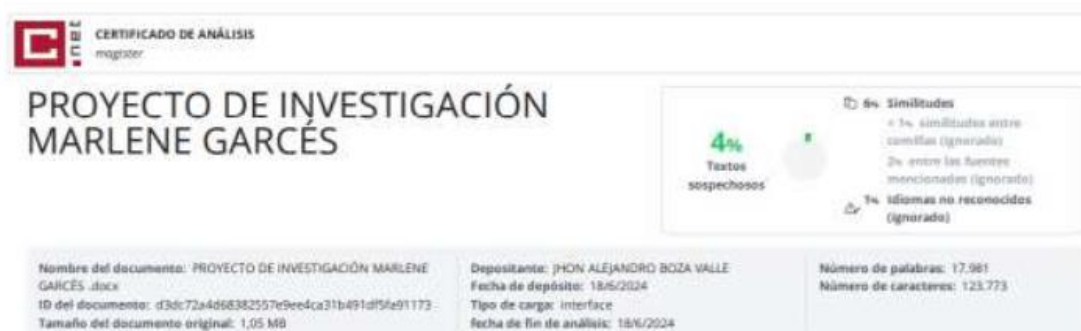 C.net
CERTIFICADO DE ANÁLISIS
magister
PROYECTO DE INVESTIGACIÓN
MARLENE GARCÉS
4%
Textos
sospechosos
6% Similitudes
< 1% similitudes entre
comillas (ignorado)
2% entre las fuentes
mencionadas (ignorado)
1% Idiomas no reconocidos
(ignorado)
Nombre del documento: PROYECTO DE INVESTIGACIÓN MARLENE
GARCÉS .docx
ID del documento: d3dc72a4d68382557e9ee4ca31b491df5fa91173
Tamaño del documento original: 1,05 MB
Depositante: JHON ALEJANDRO BOZA VALLE
Fecha de depósito: 18/6/2024
Tipo de carga: interface
fecha de fin de análisis: 18/6/2024
Número de palabras: 17.981
Número de caracteres: 123.773